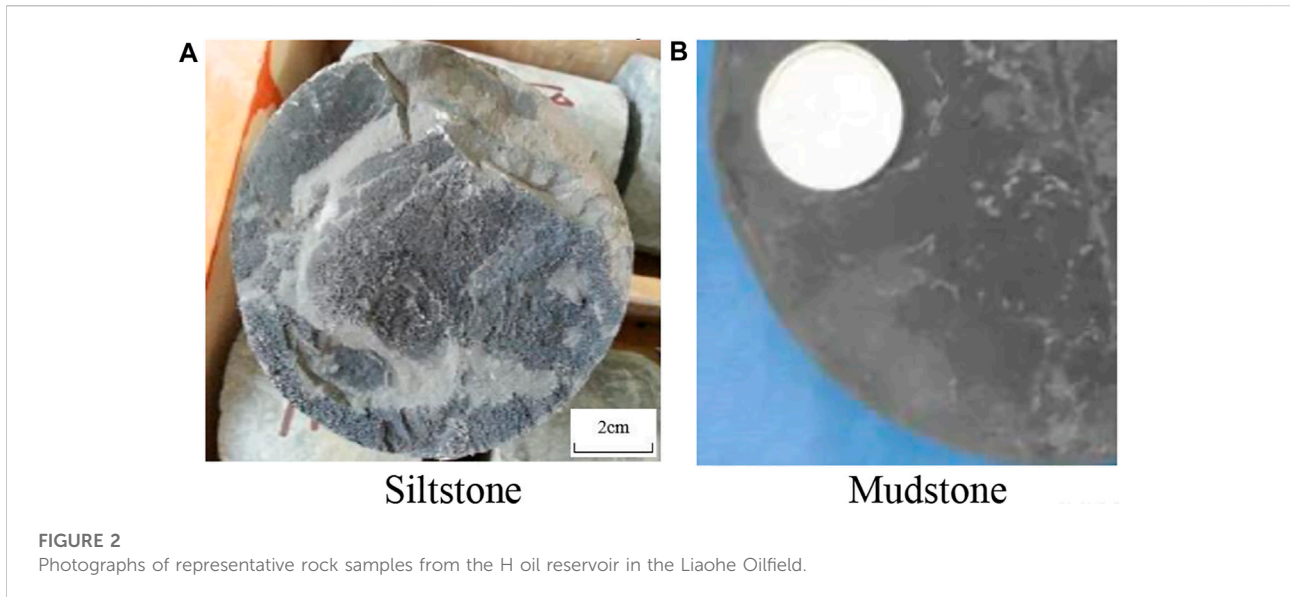 A
B
2cm
Siltstone
Mudstone
FIGURE 2
Photographs of representative rock samples from the H oil reservoir in the Liaohe Oilfield.